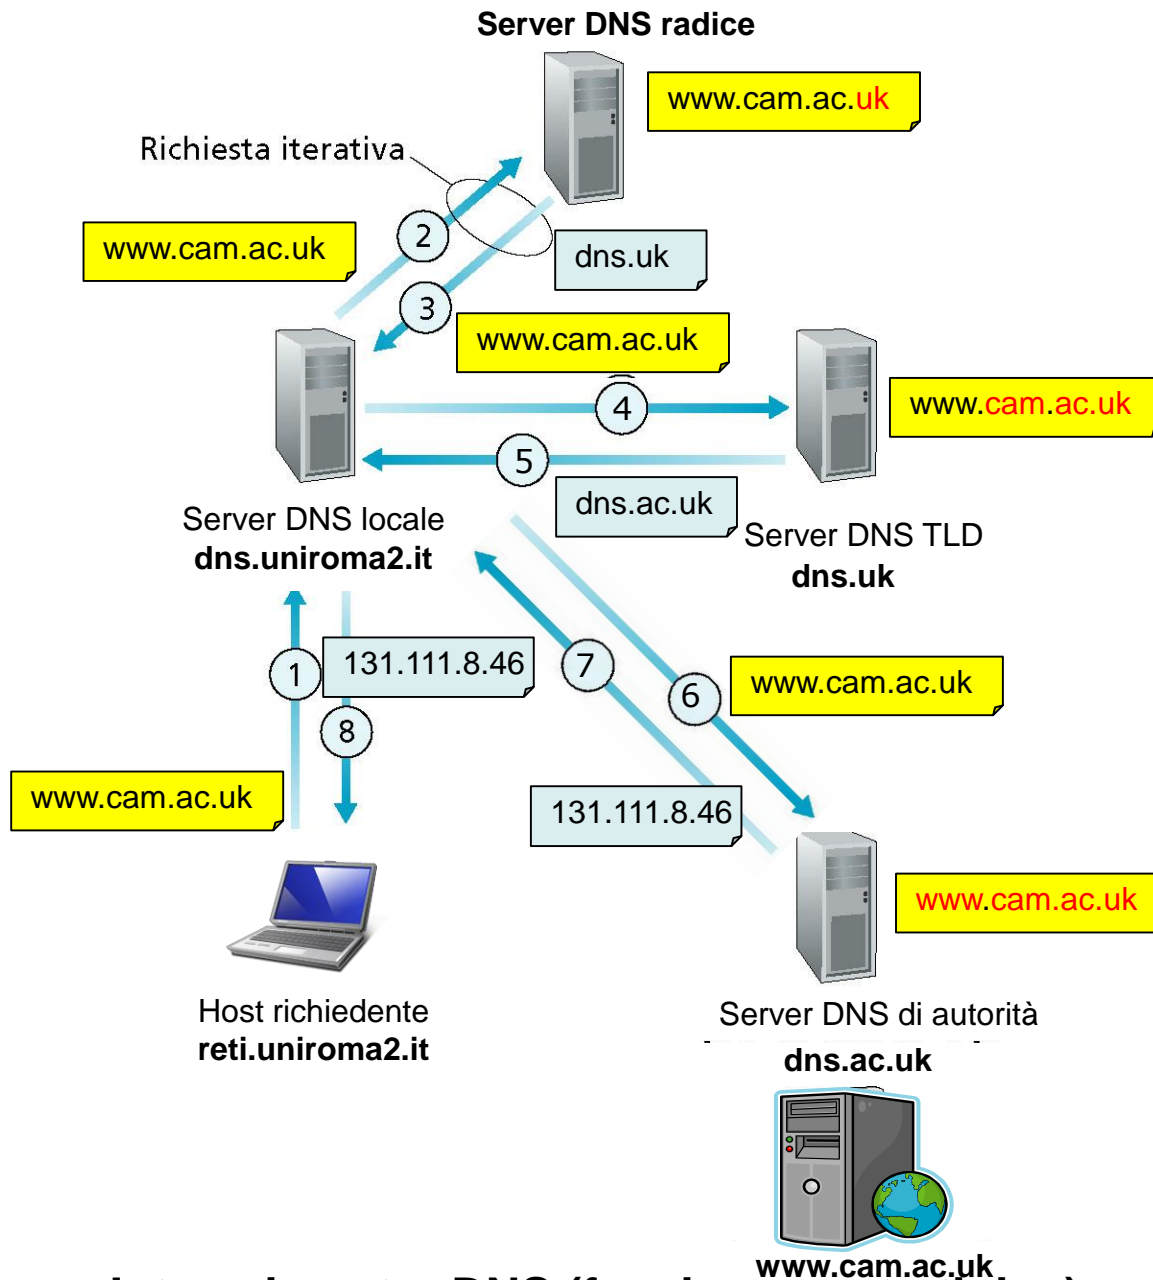 Server DNS radice
www.cam.ac.uk
Richiesta iterativa
www.cam.ac.uk
2
dns.uk
3
www.cam.ac.uk
4
www.cam.ac.uk
5
dns.ac.uk
Server DNS locale
dns.uniroma2.it
Server DNS TLD
dns.uk
1
131.111.8.46
7
6
www.cam.ac.uk
8
www.cam.ac.uk
131.111.8.46
www.cam.ac.uk
Host richiedente
reti.uniroma2.it
Server DNS di autorità
dns.ac.uk
www.cam.ac.uk